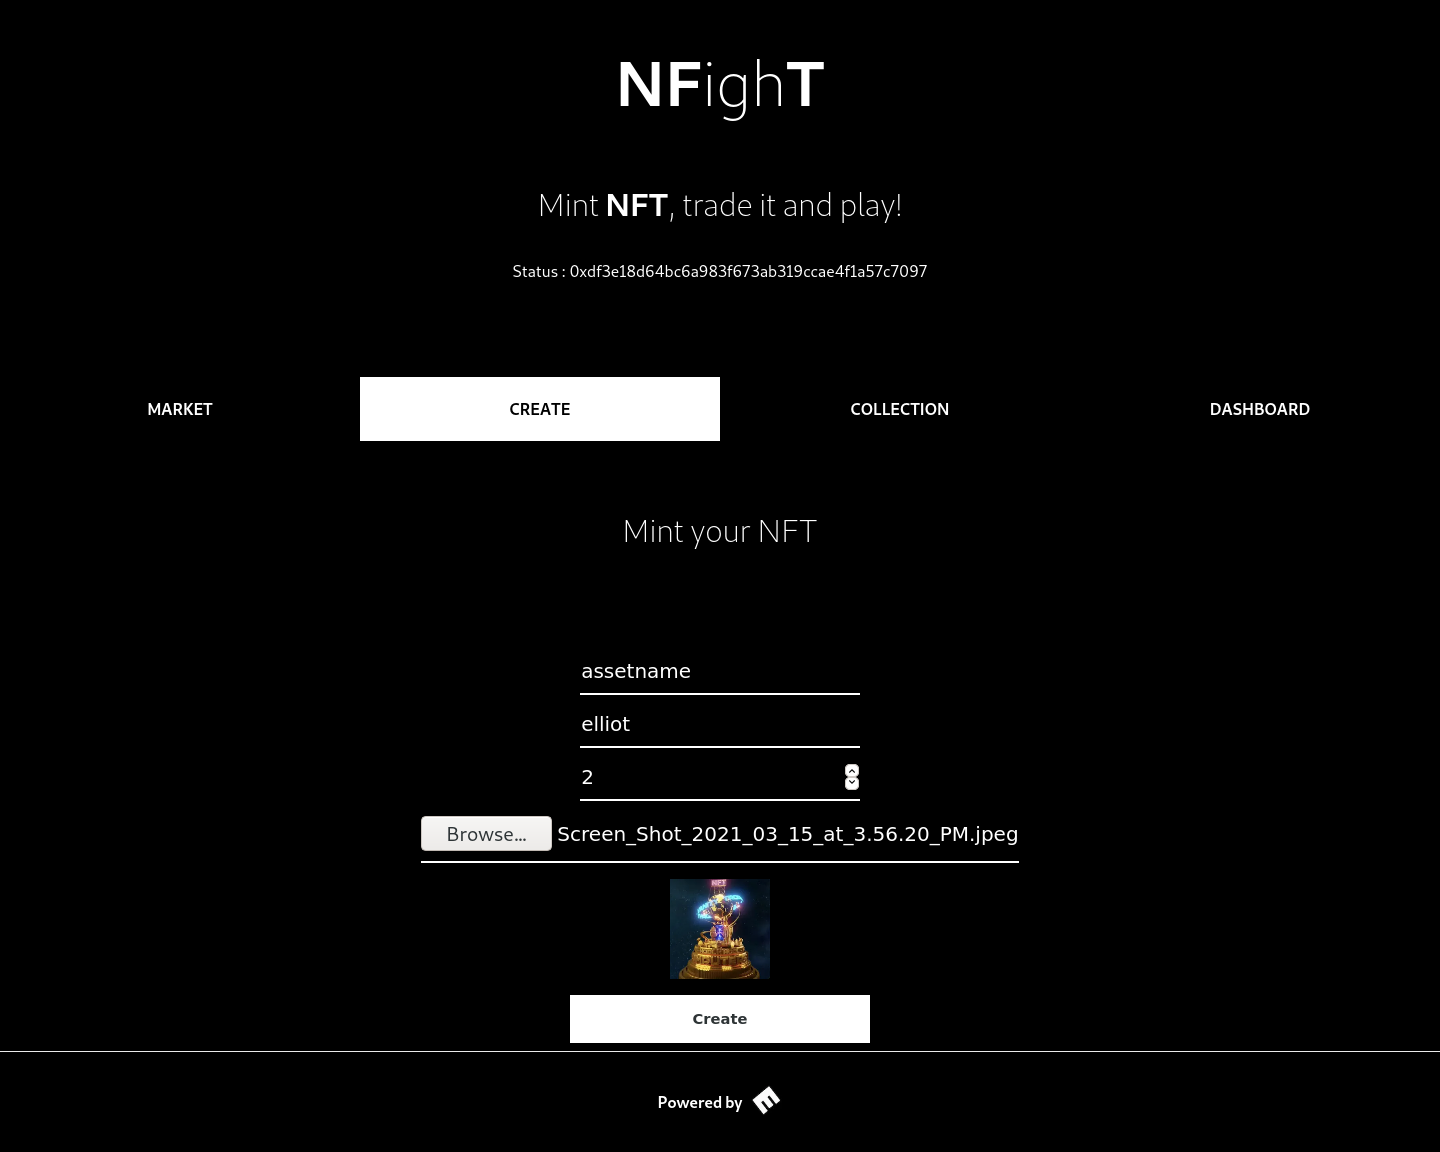 NFighT
Mint NFT, trade it and play!
Status : 0xdf3e18d64bc6a983f673ab319ccae4f1a57c7097
MARKET
CREATE
COLLECTION
DASHBOARD
Mint your NFT
assetname
elliot
2
Browse... Screen_Shot_2021_03_15_at_3.56.20_PM.jpeg
NFT
Create
Powered by